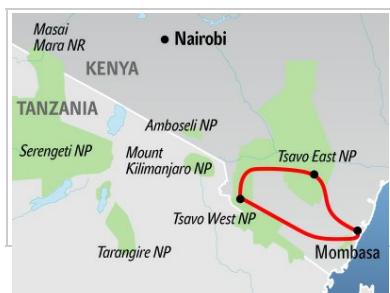 Masai
Mara NR
Nairobi
KENYA
TANZANIA
Amboseli NP
Serengeti NP
Mount
Kilimanjaro NP
Tsavo East NP
Tsavo West NP
Tarangire NP
Mombasa